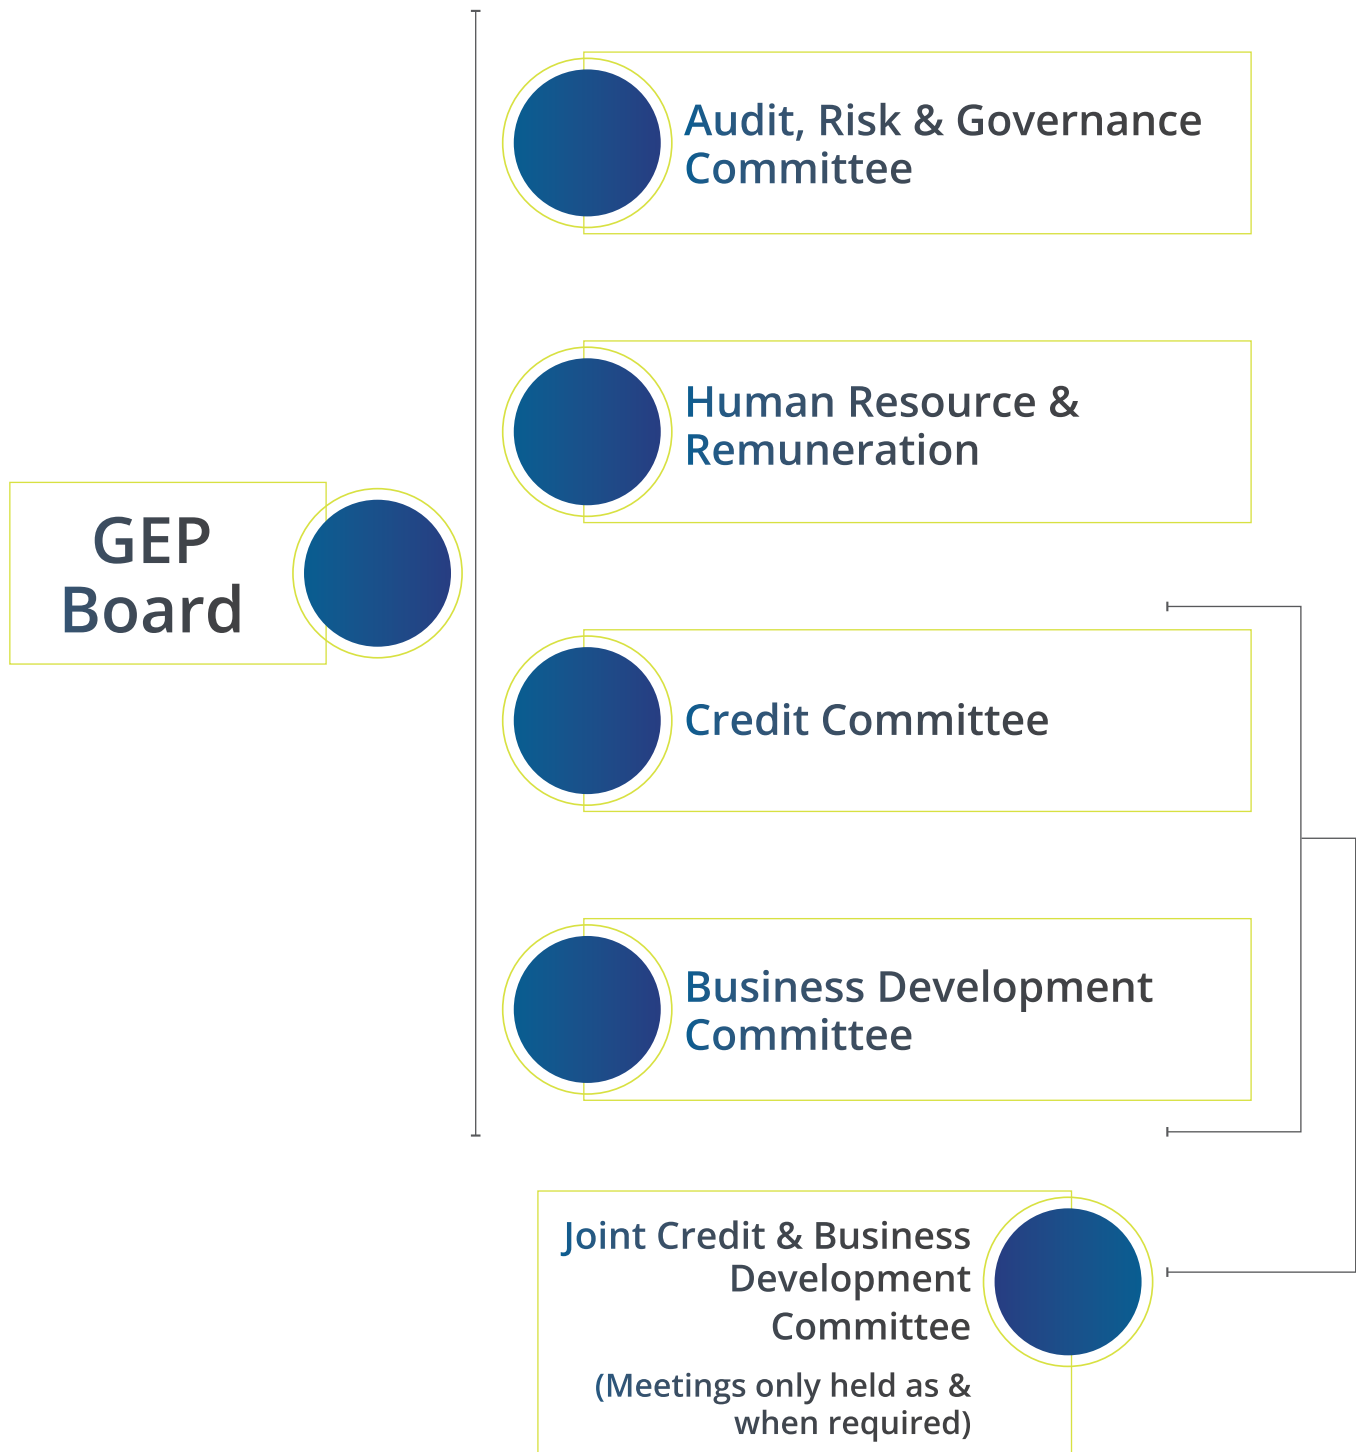 GEP
Board
Audit, Risk & Governance
Committee
Human Resource &
Remuneration
Credit Committee
Business Development
Committee
Joint Credit & Business
Development
Committee
(Meetings only held as &
when required)